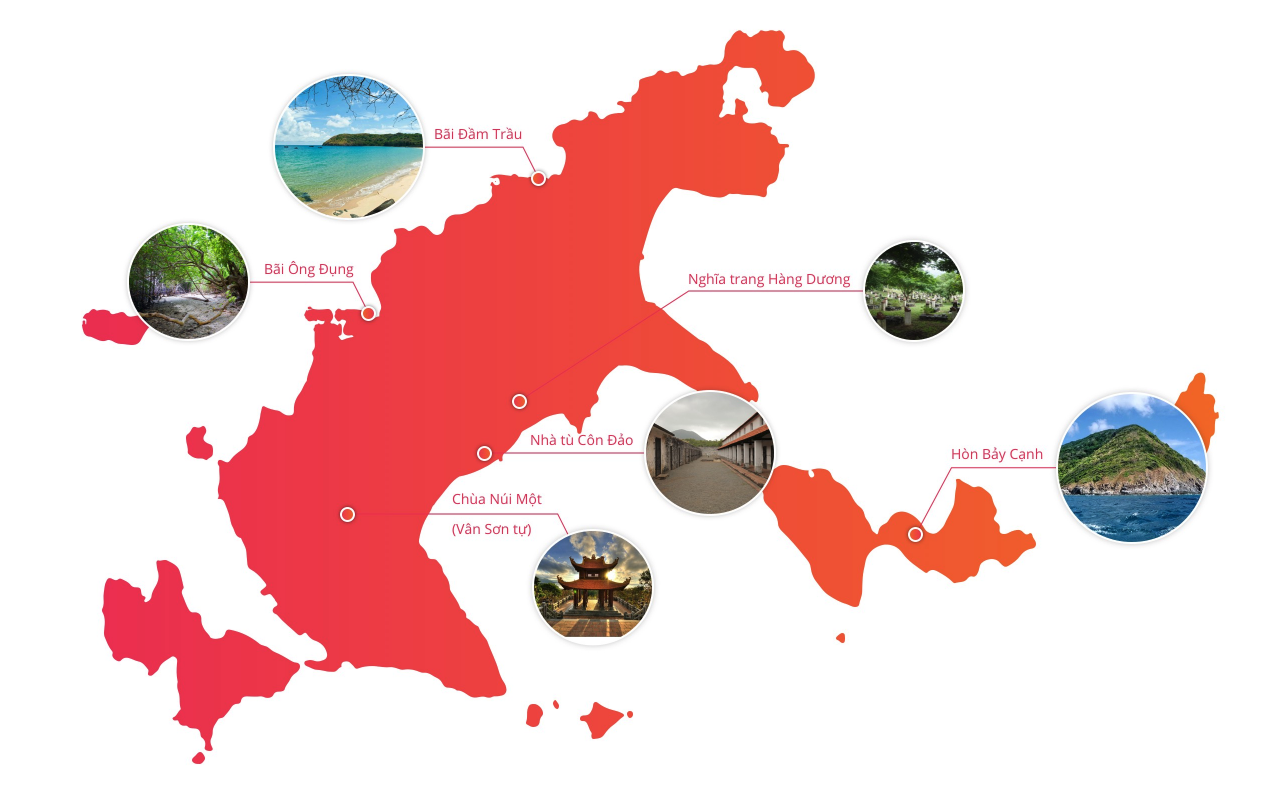 Bãi Đầm Trầu
Bãi Ông Đụng
Nghĩa trang Hàng Dương
Nhà tù Côn Đảo
Hòn Bảy Cạnh
Chùa Núi Một
(Vân Sơn tự)